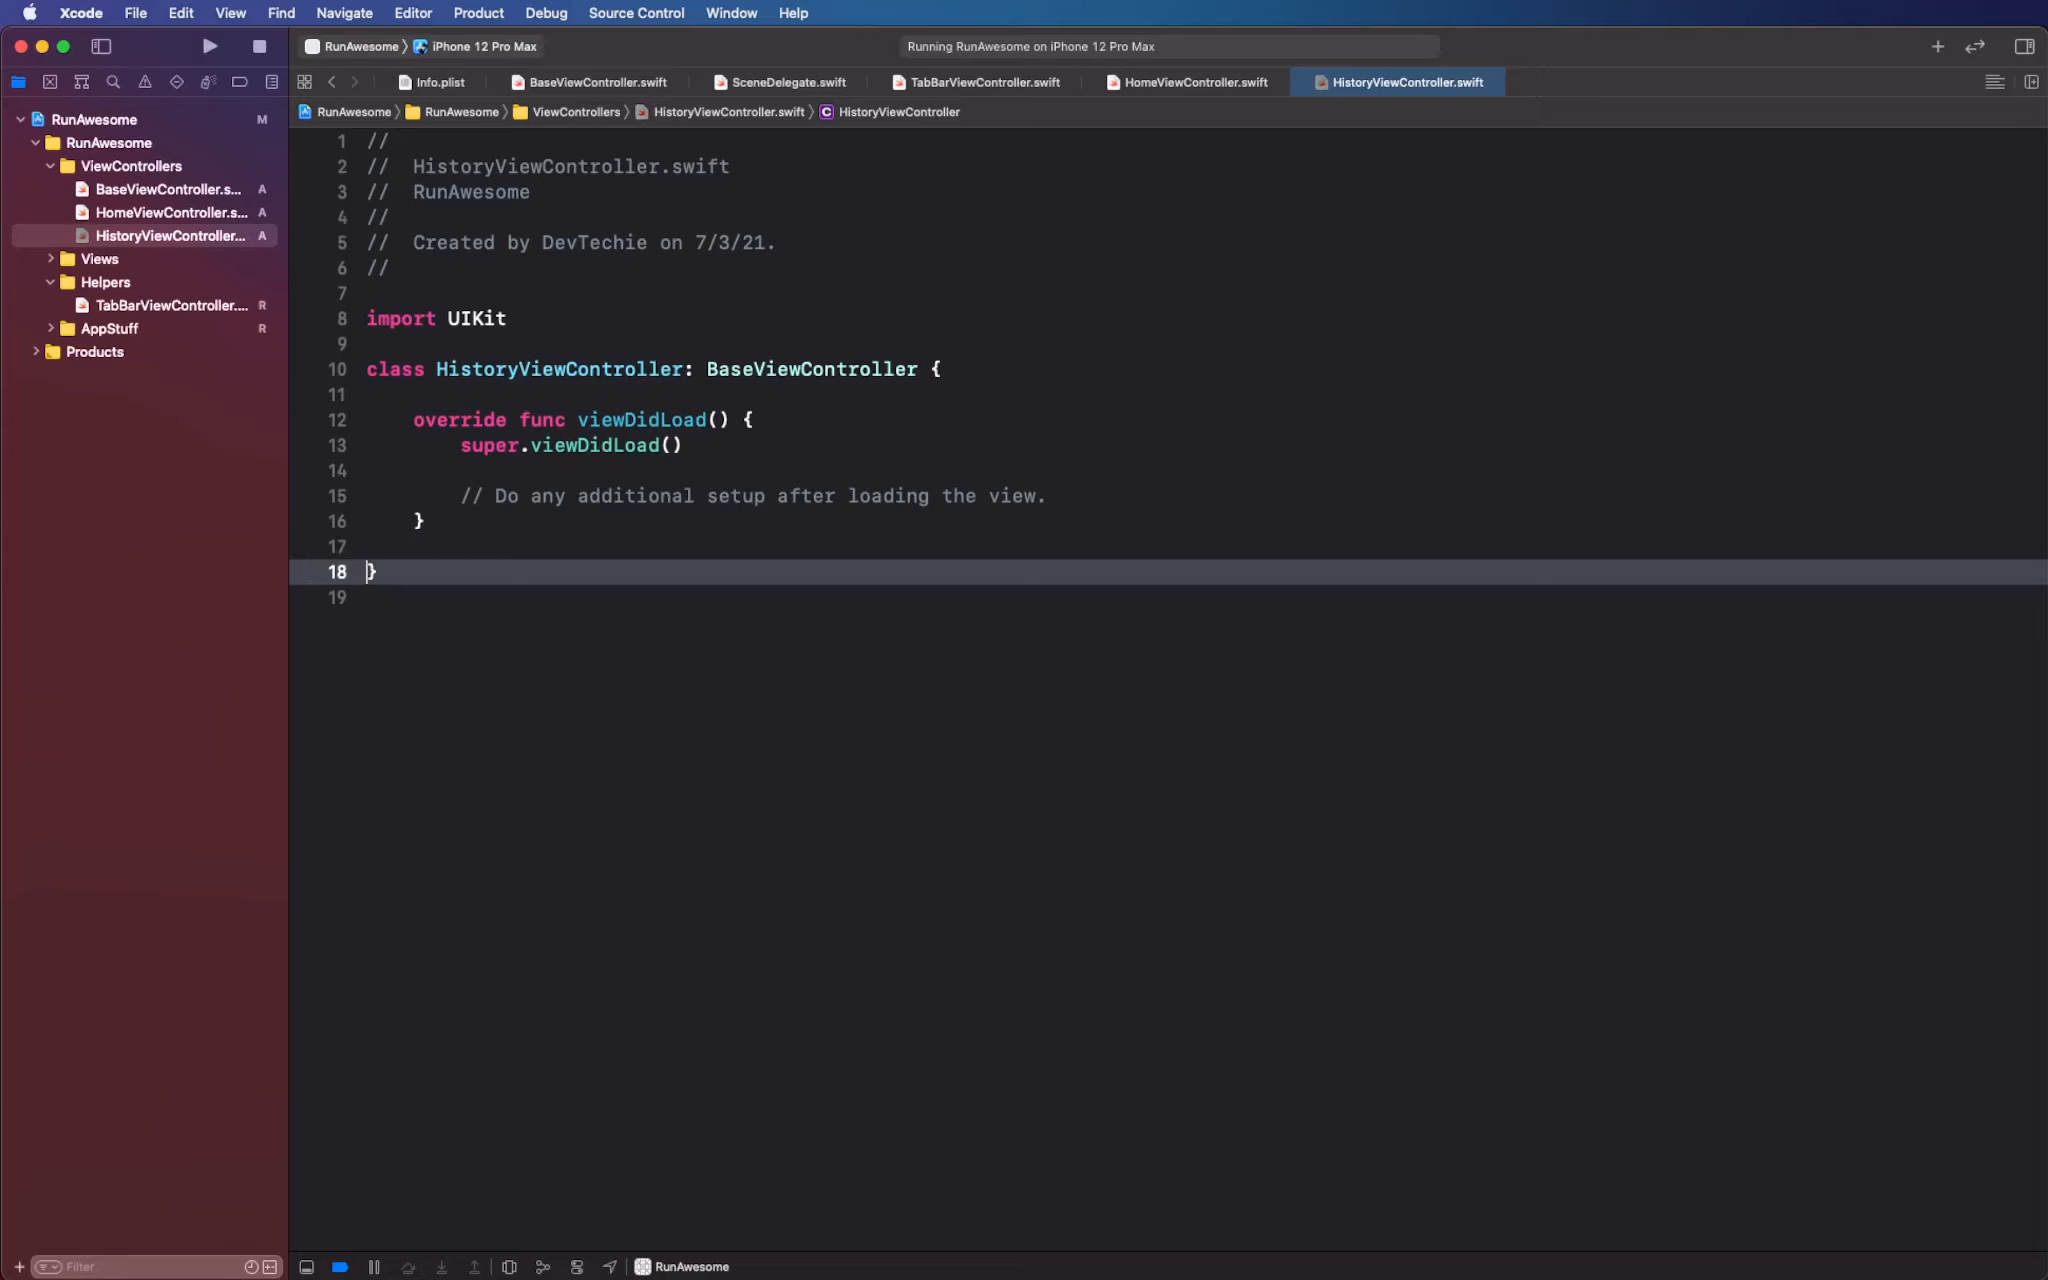 Xcode File Edit View Find Navigate Editor Product Debug Source Control Window Help
RunAwesome iPhone 12 Pro Max Running RunAwesome on iPhone 12 Pro Max
Info.plist BaseViewController.swift SceneDelegate.swift TabBarViewController.swift HomeViewController.swift HistoryViewController.swift
RunAwesome RunAwesome ViewControllers HistoryViewController.swift C HistoryViewController
RunAwesome M
RunAwesome
ViewControllers
BaseViewController.s... A
HomeViewController.s... A
HistoryViewController... A
Views
Helpers
TabBarViewController.... R
AppStuff R
Products
1 //
2 //  HistoryViewController.swift
3 //  RunAwesome
4 //
5 //  Created by DevTechie on 7/3/21.
6 //
7
8 import UIKit
9
10 class HistoryViewController: BaseViewController {
11
12     override func viewDidLoad() {
13         super.viewDidLoad()
14
15         // Do any additional setup after loading the view.
16     }
17
18 }
19
Filter
RunAwesome